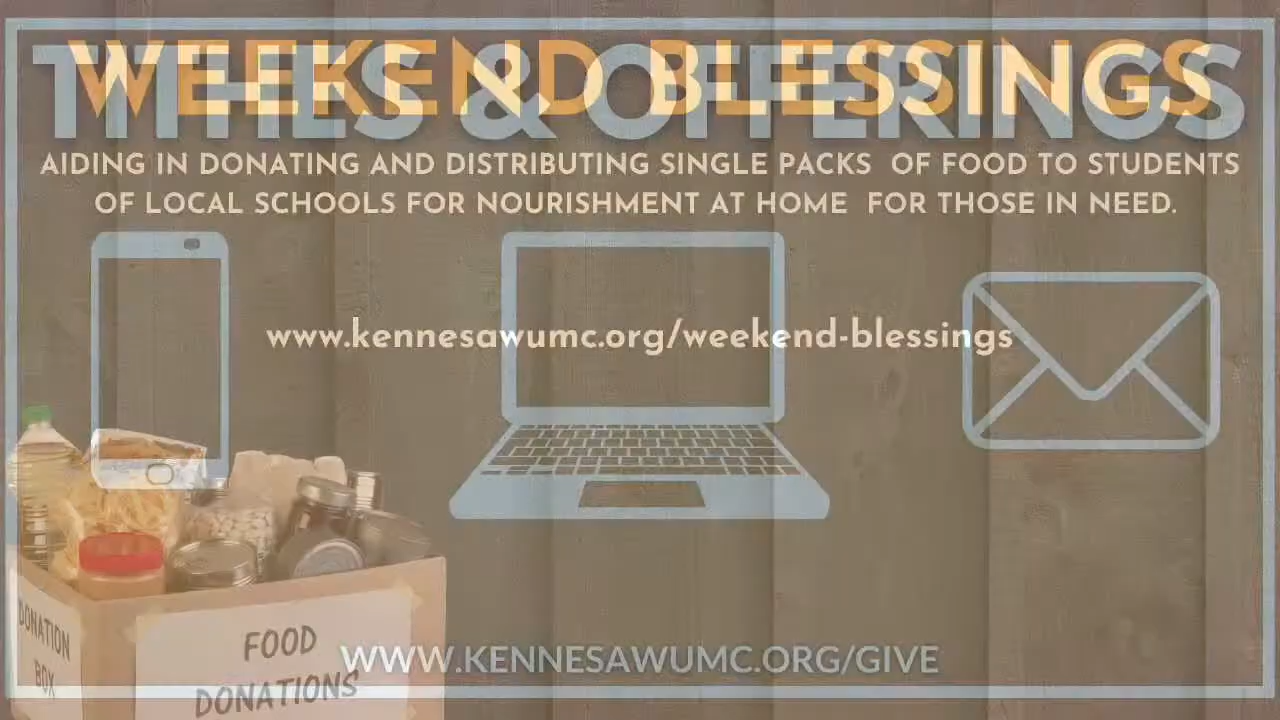 WEEKEND BLESSINGS
TITHES & OFFERINGS
AIDING IN DONATING AND DISTRIBUTING SINGLE PACKS OF FOOD TO STUDENTS
OF LOCAL SCHOOLS FOR NOURISHMENT AT HOME FOR THOSE IN NEED.
www.kennesawumc.org/weekend-blessings
DONATION
BOX
FOOD
DONATIONS
WWW.KENNESAWUMC.ORG/GIVE